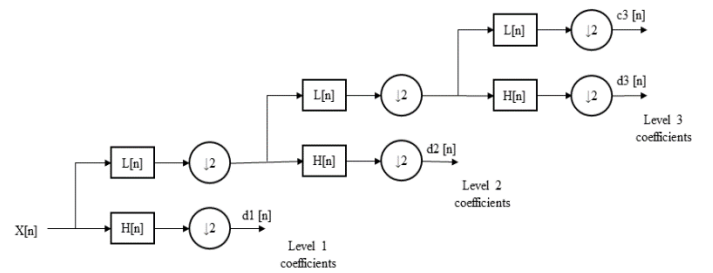 c3 [n]
L[n]
↓2
d3 [n]
L[n]
↓2
H[n]
↓2
Level 3
coefficients
d2 [n]
L[n]
↓2
H[n]
↓2
Level 2
coefficients
d1 [n]
X[n]
H[n]
↓2
Level 1
coefficients